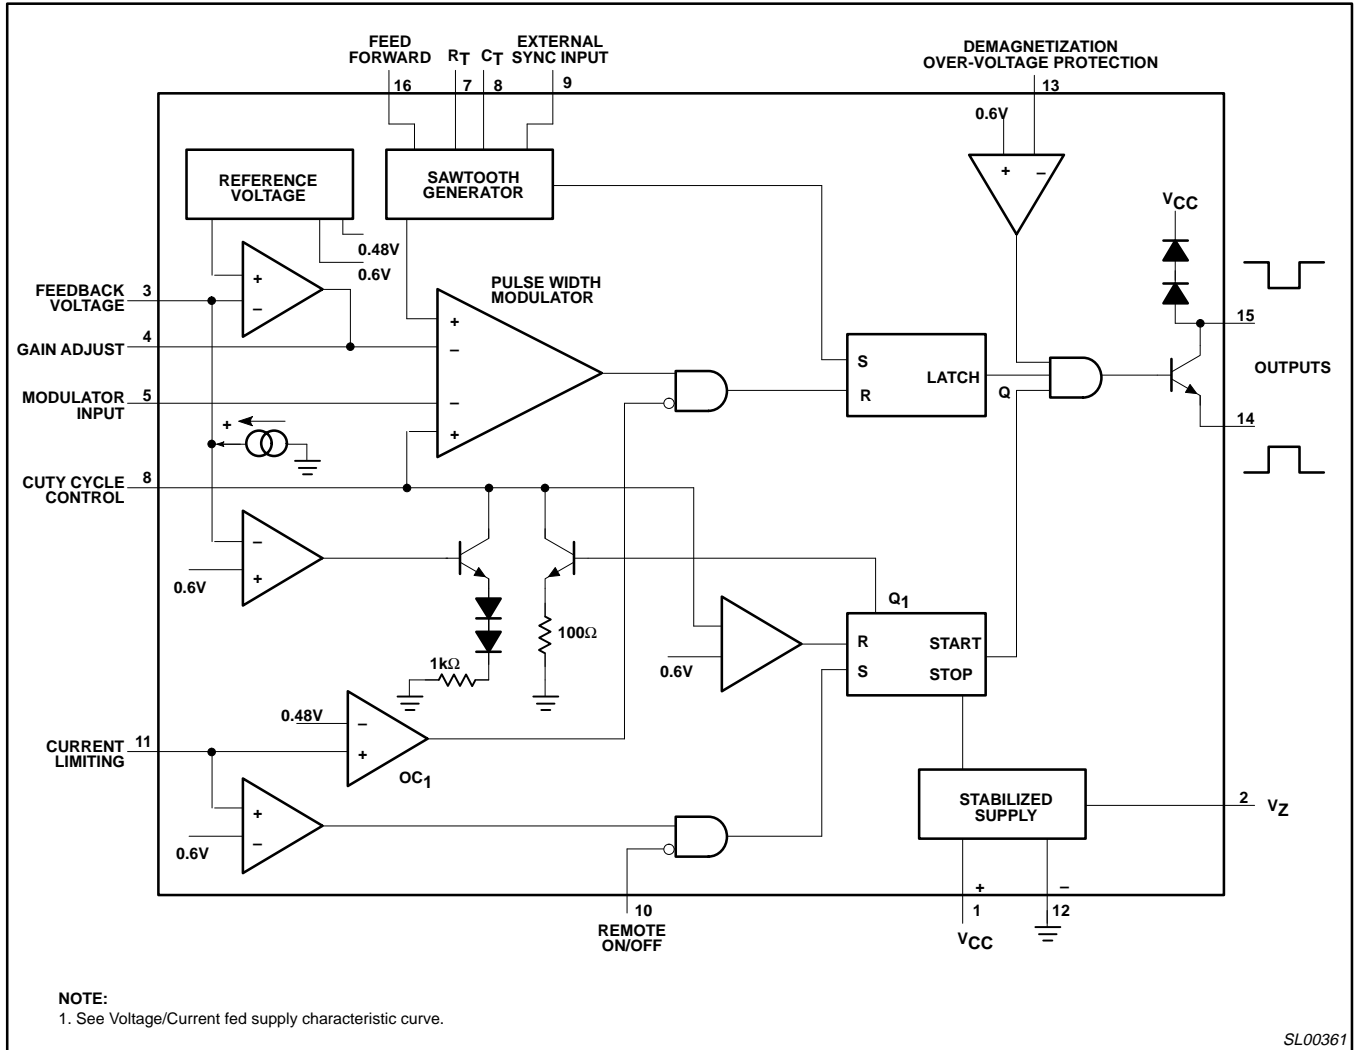 FEED
FORWARD
RT
CT
EXTERNAL
SYNC INPUT
DEMAGNETIZATION
OVER-VOLTAGE PROTECTION
16
7
8
9
13
0.6V
+
−
REFERENCE
VOLTAGE
SAWTOOTH
GENERATOR
VCC
0.48V
0.6V
FEEDBACK
VOLTAGE
3
+
−
PULSE WIDTH
MODULATOR
15
GAIN ADJUST
4
+
−
S
R
LATCH
Q
OUTPUTS
MODULATOR
INPUT
5
−
+
+
14
CUTY CYCLE
CONTROL
8
−
+
0.6V
Q1
100Ω
1kΩ
0.6V
R
S
START
STOP
0.48V
−
+
OC1
CURRENT
LIMITING
11
+
−
0.6V
STABILIZED
SUPPLY
2
VZ
+
−
10
REMOTE
ON/OFF
1
12
VCC
NOTE:
1. See Voltage/Current fed supply characteristic curve.
SL00361